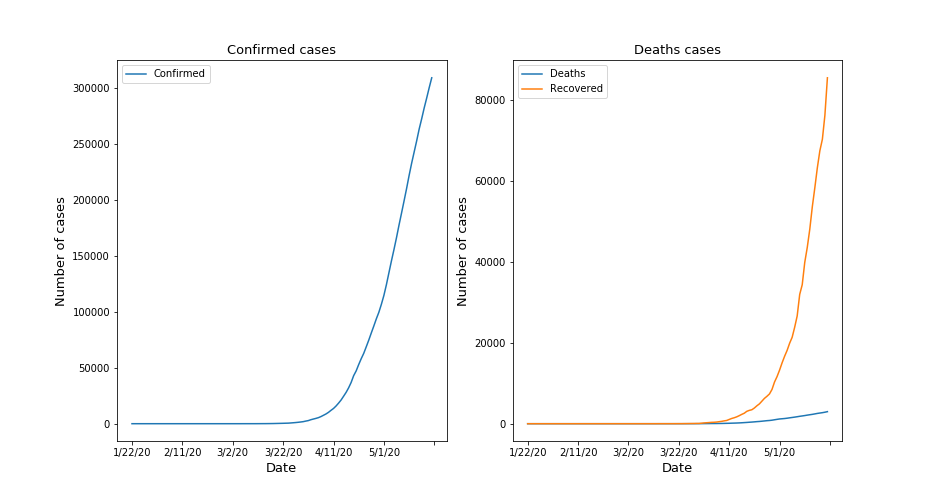 Confirmed cases
Confirmed
300000
250000
200000
150000
100000
50000
0
Number of cases
1/22/20 2/11/20 3/2/20 3/22/20 4/11/20 5/1/20
Date
Deaths cases
Deaths
Recovered
80000
60000
40000
20000
0
Number of cases
1/22/20 2/11/20 3/2/20 3/22/20 4/11/20 5/1/20
Date